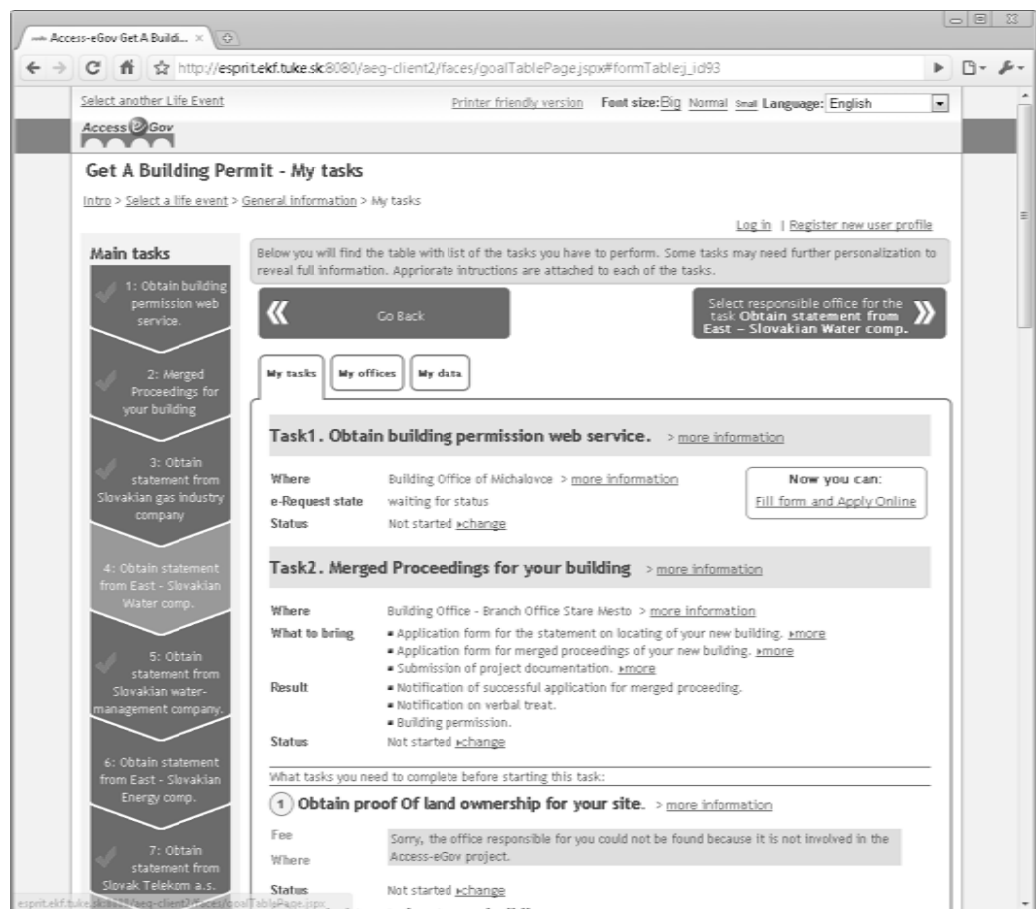 Access-eGov Get A Buildi...
http://esprit.ekf.tuke.sk:8080/aeg-client2/faces/goalTablePage.jspx#formTable:j_id93
Select another Life Event
Printer friendly version Font size: Big Normal Small Language: English
Access eGov
Get A Building Permit - My tasks
Intro > Select a life event > General information > My tasks
Log in | Register new user profile
Main tasks
1: Obtain building
permission web
service.
2: Merged
Proceedings for
your building
3: Obtain
statement from
Slovakian gas industry
company
4: Obtain statement
from East - Slovakian
Water comp.
5: Obtain
statement from
Slovakian water-
management company.
6: Obtain statement
from East - Slovakian
Energy comp.
7: Obtain
statement from
Slovak Telekom a.s.
Below you will find the table with list of the tasks you have to perform. Some tasks may need further personalization to
reveal full information. Appriorate intructions are attached to each of the tasks.
Go Back
Select responsible office for the
task Obtain statement from
East – Slovakian Water comp.
My tasks My offices My data
Task1. Obtain building permission web service. > more information
Where Building Office of Michalovce > more information
e-Request state waiting for status
Status Not started ▸change
Now you can:
Fill form and Apply Online
Task2. Merged Proceedings for your building > more information
Where Building Office - Branch Office Stare Mesto > more information
What to bring ▪ Application form for the statement on locating of your new building. ▸more
▪ Application form for merged proceedings of your new building. ▸more
▪ Submission of project documentation. ▸more
Result ▪ Notification of successful application for merged proceeding.
▪ Notification on verbal treat.
▪ Building permission.
Status Not started ▸change
What tasks you need to complete before starting this task:
1 Obtain proof Of land ownership for your site. > more information
Fee
Where
Sorry, the office responsible for you could not be found because it is not involved in the
Access-eGov project.
Status Not started ▸change
esprit.ekf.tuke.sk:8080/aeg-client2/faces/goalTablePage.jspx